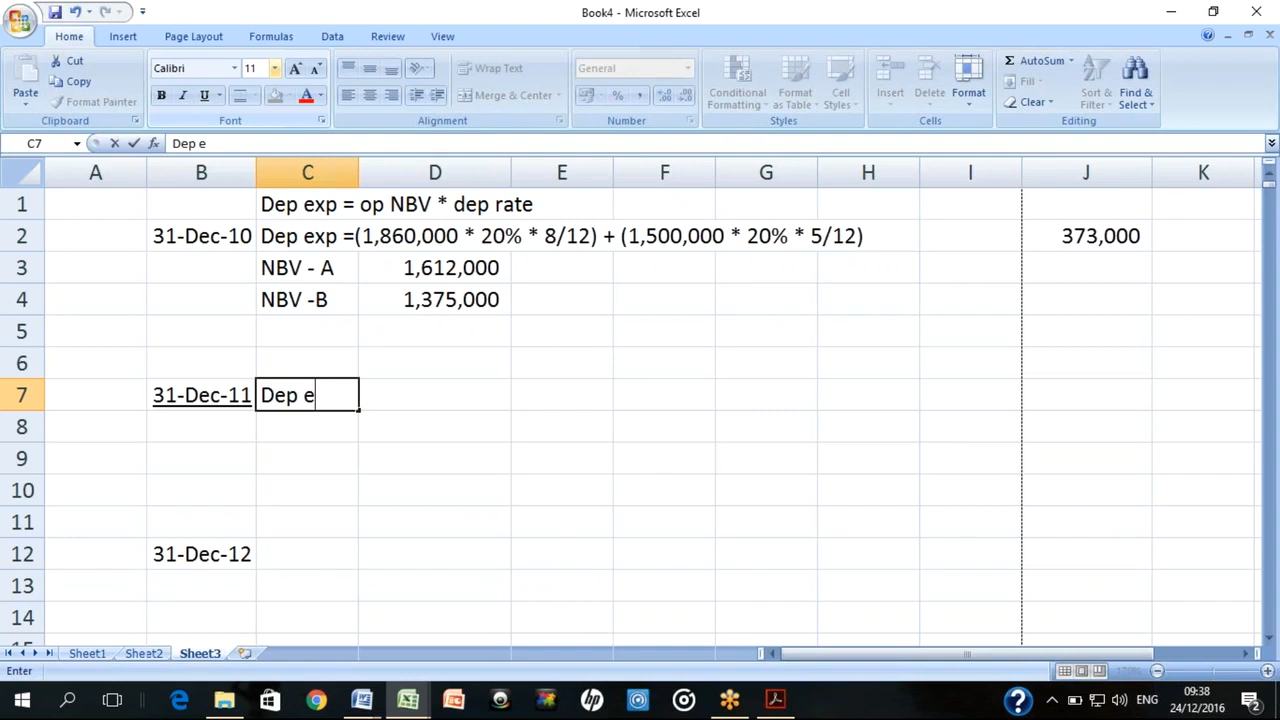 Book4 - Microsoft Excel
Home Insert Page Layout Formulas Data Review View
Paste
Cut
Copy
Format Painter
Clipboard
Calibri 11
B I U A
Font
Wrap Text
Merge & Center
Alignment
General
%
Number
Conditional Formatting
Format as Table
Cell Styles
Styles
Insert Delete Format
Cells
Σ AutoSum
Fill
Clear
Sort & Filter
Find & Select
Editing
C7 fx Dep e
A B C D E F G H I J K
1 Dep exp = op NBV * dep rate
2 31-Dec-10 Dep exp =(1,860,000 * 20% * 8/12) + (1,500,000 * 20% * 5/12) 373,000
3 NBV - A 1,612,000
4 NBV -B 1,375,000
5
6
7 31-Dec-11 Dep e
8
9
10
11
12 31-Dec-12
13
14
Sheet1 Sheet2 Sheet3
Enter
hp ENG 09:38
24/12/2016